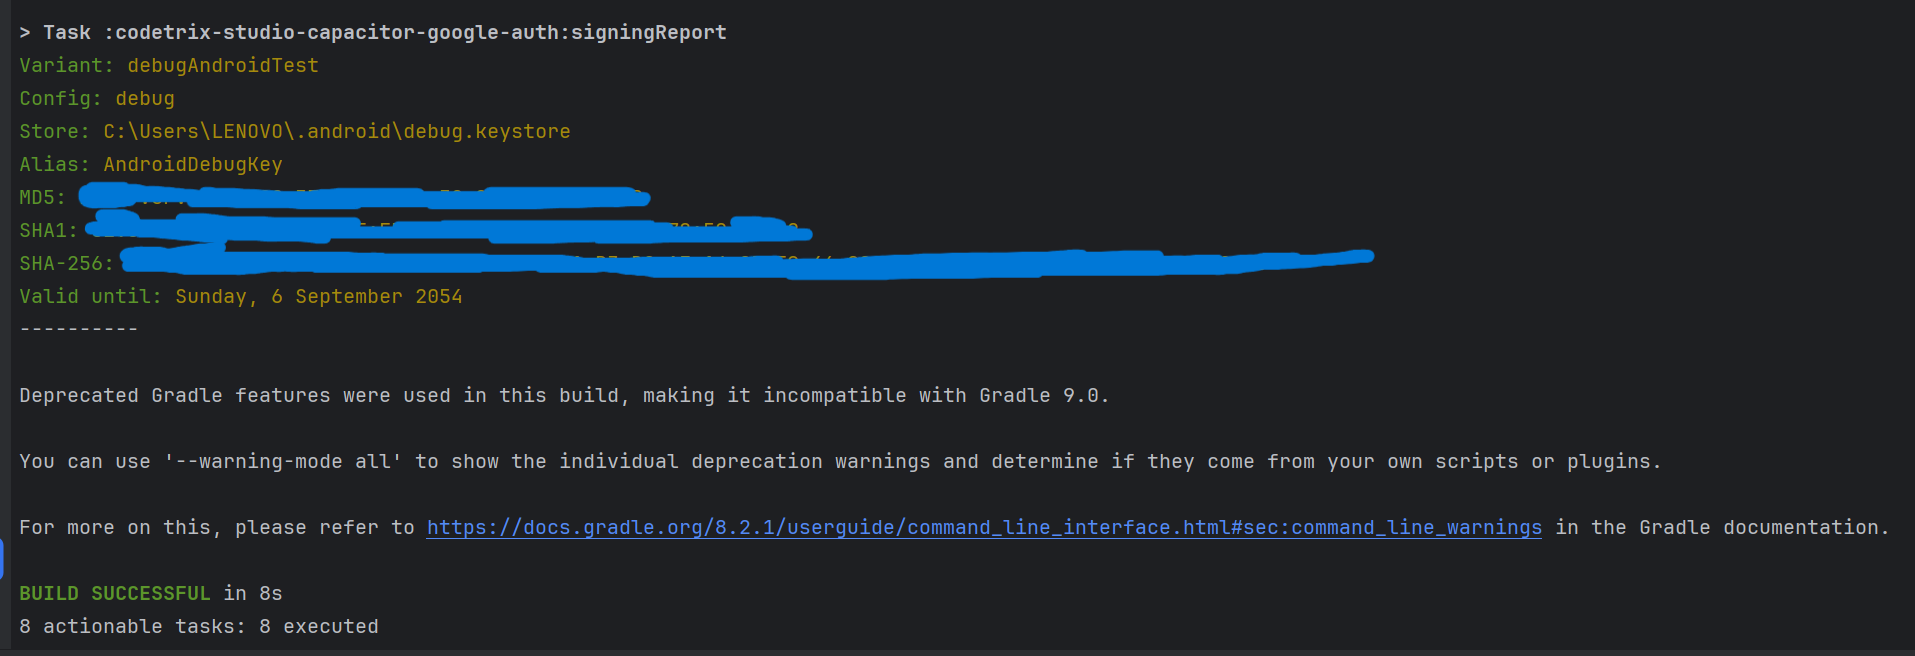 > Task :codetrix-studio-capacitor-google-auth:signingReport
Variant: debugAndroidTest
Config: debug
Store: C:\Users\LENOVO\.android\debug.keystore
Alias: AndroidDebugKey
MD5:
SHA1:
SHA-256:
Valid until: Sunday, 6 September 2054
----------
Deprecated Gradle features were used in this build, making it incompatible with Gradle 9.0.
You can use '--warning-mode all' to show the individual deprecation warnings and determine if they come from your own scripts or plugins.
For more on this, please refer to https://docs.gradle.org/8.2.1/userguide/command_line_interface.html#sec:command_line_warnings in the Gradle documentation.
BUILD SUCCESSFUL in 8s
8 actionable tasks: 8 executed